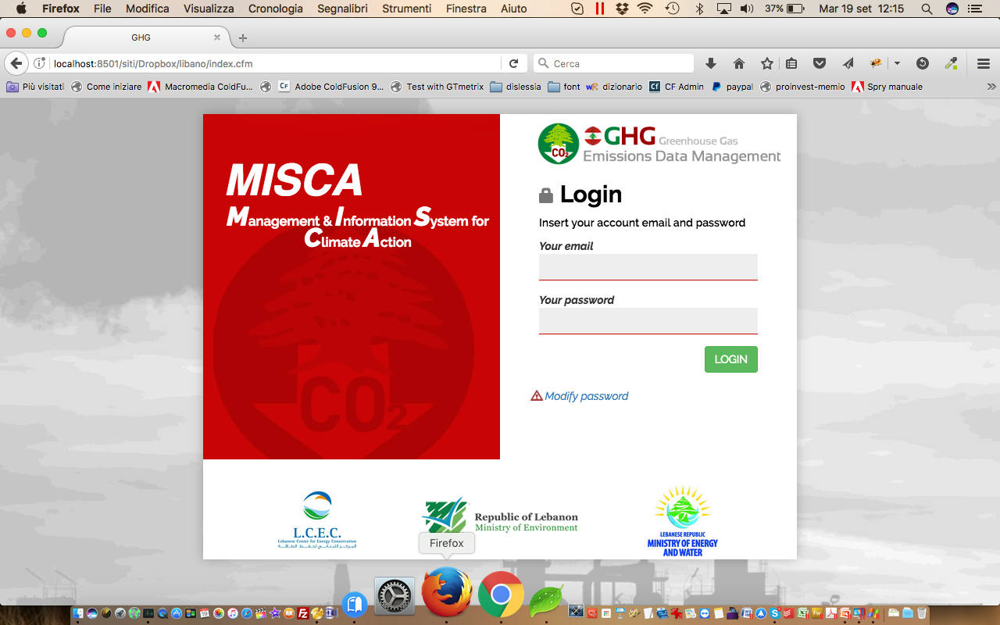 Firefox File Modifica Visualizza Cronologia Segnalibri Strumenti Finestra Aiuto 37% Mar 19 set 12:15
GHG
localhost:8501/siti/Dropbox/libano/index.cfm Cerca
Più visitati Come iniziare Macromedia ColdFu... CF Adobe ColdFusion 9... Test with GTmetrix dislessia font wR dizionario Cf CF Admin paypal proinvest-memio Spry manuale
MISCA
Management & Information System for
Climate Action
CO2
CO2 GHG Greenhouse Gas
Emissions Data Management
Login
Insert your account email and password
Your email
Your password
LOGIN
Modify password
L.C.E.C.
Lebanese Center for Energy Conservation
المركز اللبناني لحفظ الطاقة
Republic of Lebanon
Ministry of Environment
LEBANESE REPUBLIC
MINISTRY OF ENERGY
AND WATER
Firefox